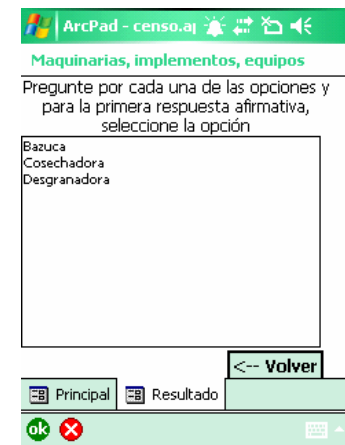 ArcPad - censo.a
Maquinarias, implementos, equipos
Pregunte por cada una de las opciones y
para la primera respuesta afirmativa,
seleccione la opción
Bazuca
Cosechadora
Desgranadora
<-- Volver
Principal Resultado
ok